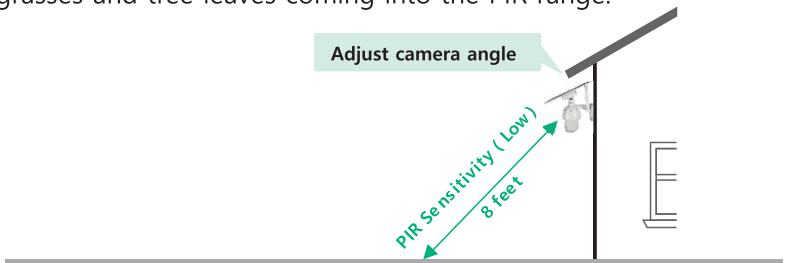 grasses and tree leaves coming into the PIR range.
Adjust camera angle
PIR Sensitivity ( Low )
8 feet